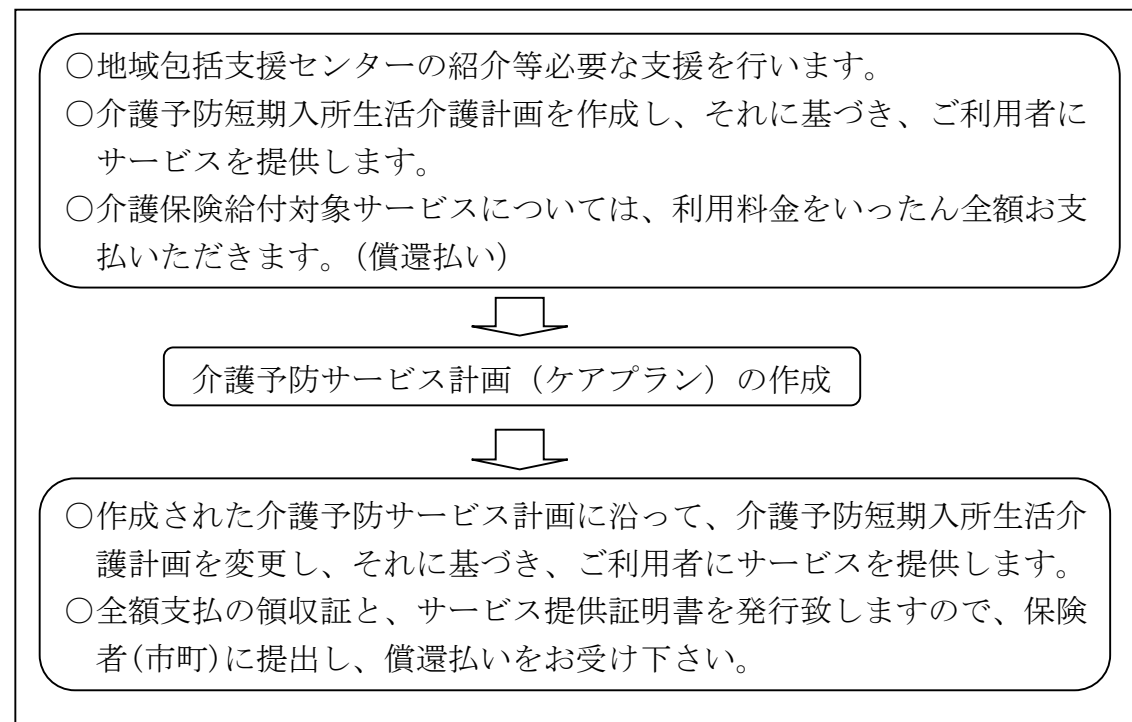 ○地域包括支援センターの紹介等必要な支援を行います。
○介護予防短期入所生活介護計画を作成し、それに基づき、ご利用者に
サービスを提供します。
○介護保険給付対象サービスについては、利用料金をいったん全額お支
払いただきます。(償還払い)
介護予防サービス計画（ケアプラン）の作成
○作成された介護予防サービス計画に沿って、介護予防短期入所生活介
護計画を変更し、それに基づき、ご利用者にサービスを提供します。
○全額支払の領収証と、サービス提供証明書を発行致しますので、保険
者(市町)に提出し、償還払いをお受け下さい。